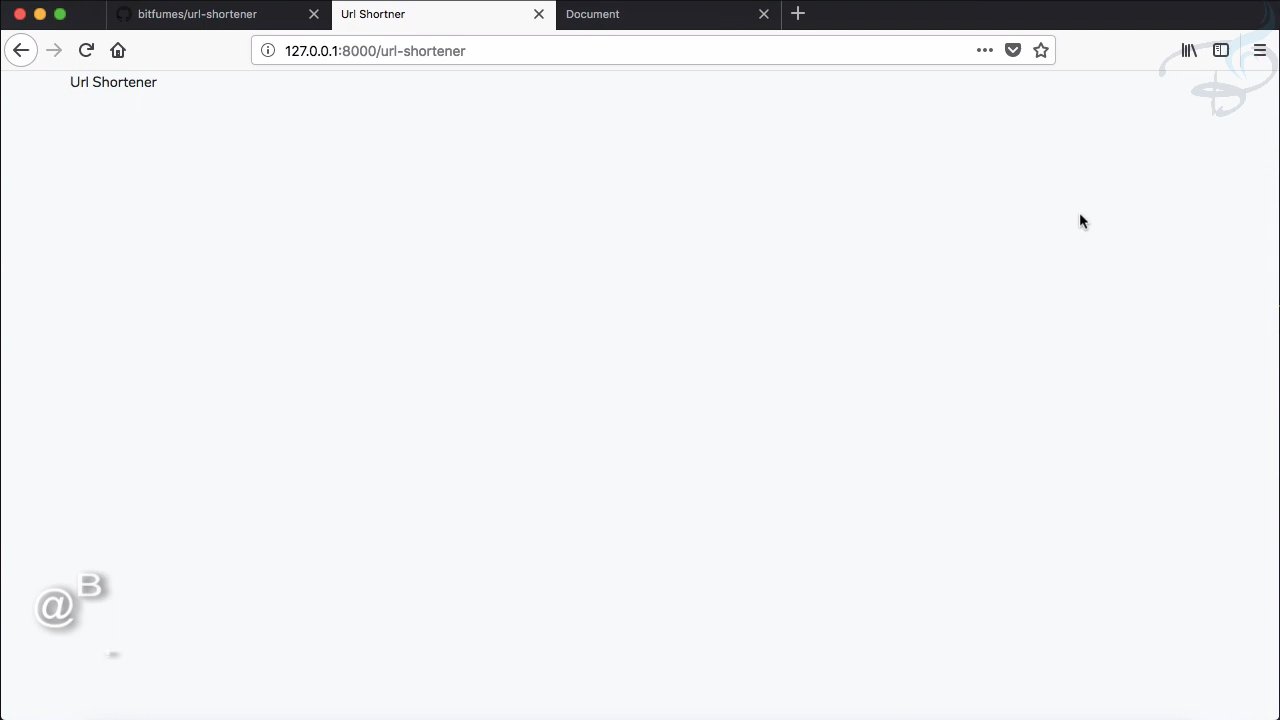 bitfumes/url-shortener
Url Shortner
Document
127.0.0.1:8000/url-shortener
Url Shortener
@B